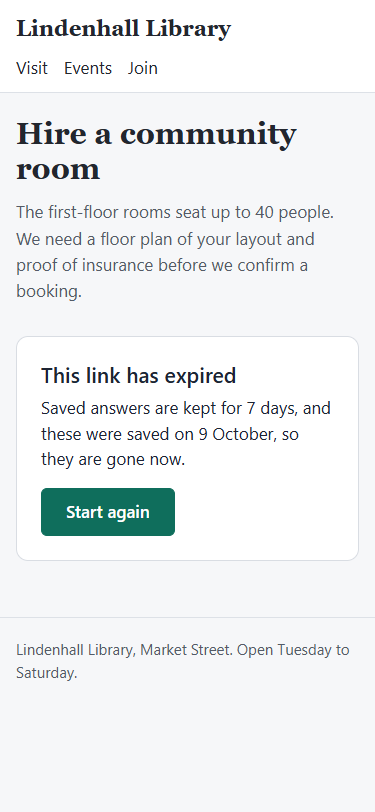 Lindenhall Library
Visit Events Join
Hire a community
room
The first-floor rooms seat up to 40 people.
We need a floor plan of your layout and
proof of insurance before we confirm a
booking.
This link has expired
Saved answers are kept for 7 days, and
these were saved on 9 October, so
they are gone now.
Start again
Lindenhall Library, Market Street. Open Tuesday to
Saturday.